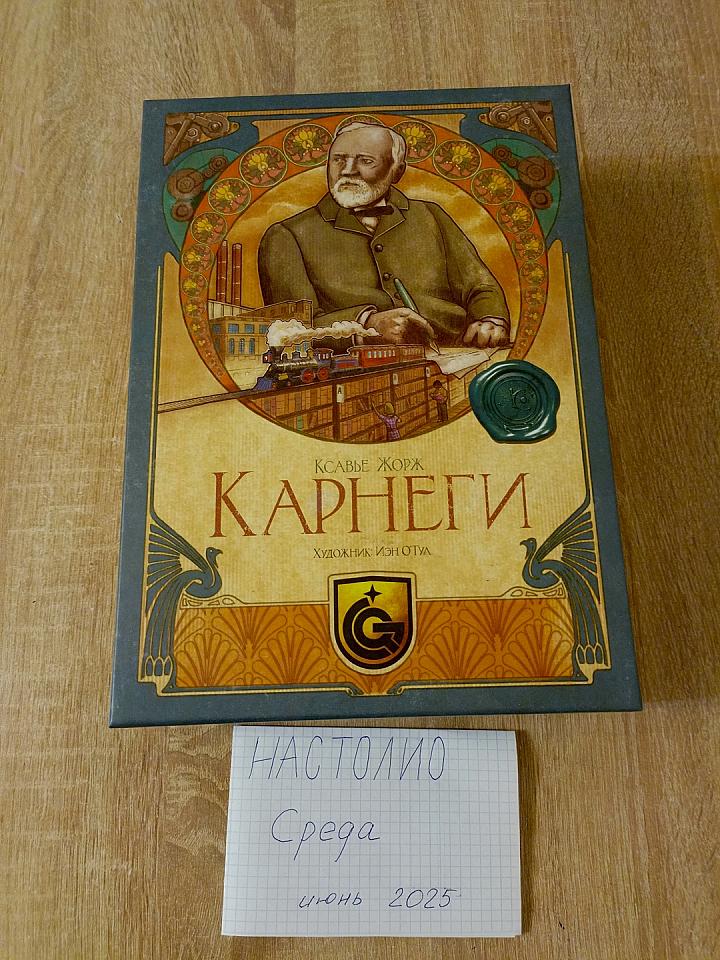 Ксавье Жорж
Карнеги
Художник: Иэн О'Тул
НАСТОЛИО
Среда
июнь 2025